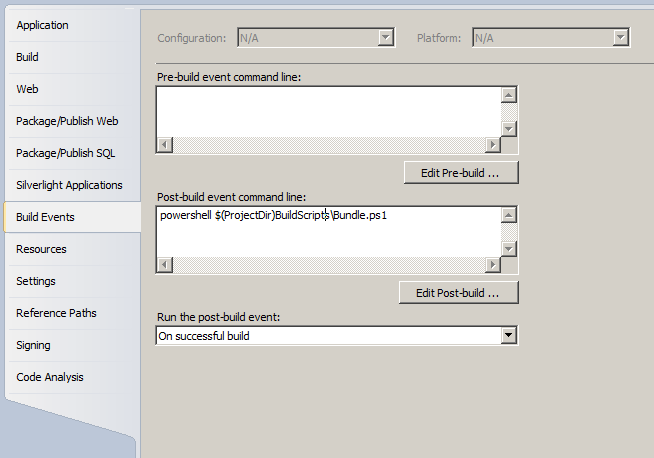 Application
Build
Web
Package/Publish Web
Package/Publish SQL
Silverlight Applications
Build Events
Resources
Settings
Reference Paths
Signing
Code Analysis
Configuration: N/A Platform: N/A
Pre-build event command line:
Edit Pre-build ...
Post-build event command line:
powershell $(ProjectDir)BuildScripts\Bundle.ps1
Edit Post-build ...
Run the post-build event:
On successful build